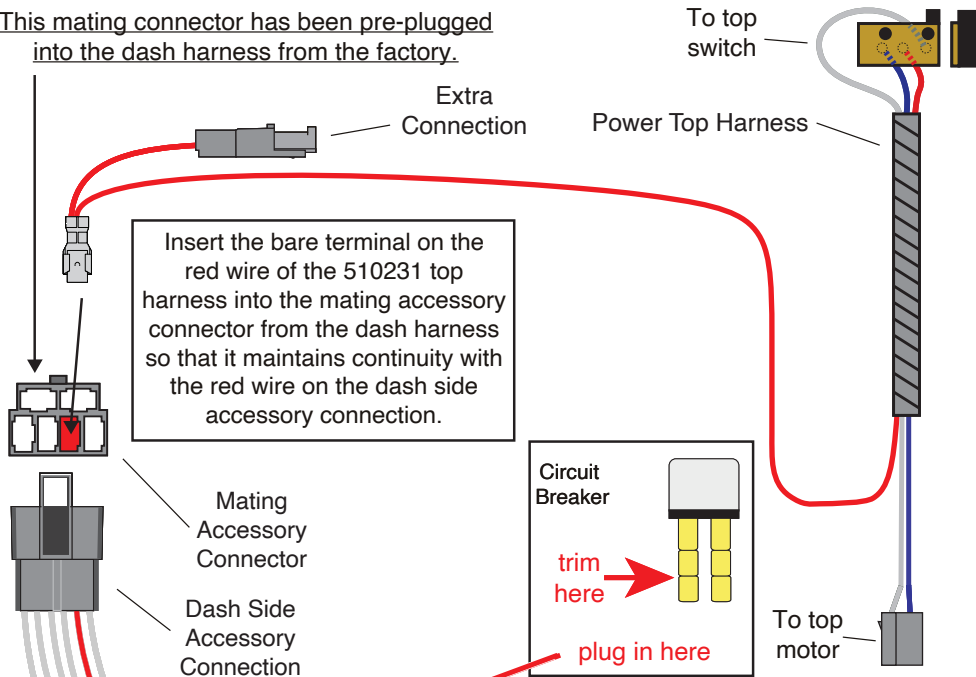 This mating connector has been pre-plugged
into the dash harness from the factory.
To top
switch
Extra
Connection
Power Top Harness
Insert the bare terminal on the
red wire of the 510231 top
harness into the mating accessory
connector from the dash harness
so that it maintains continuity with
the red wire on the dash side
accessory connection.
Circuit
Breaker
trim
here
plug in here
Mating
Accessory
Connector
Dash Side
Accessory
Connection
To top
motor